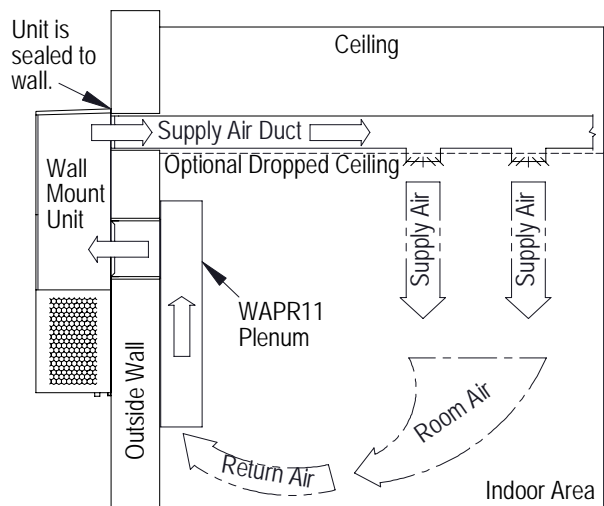 Unit is
sealed to
wall.
Ceiling
Supply Air Duct
Optional Dropped Ceiling
Wall
Mount
Unit
Supply Air
Supply Air
WAPR11
Plenum
Outside Wall
Room Air
Return Air
Indoor Area